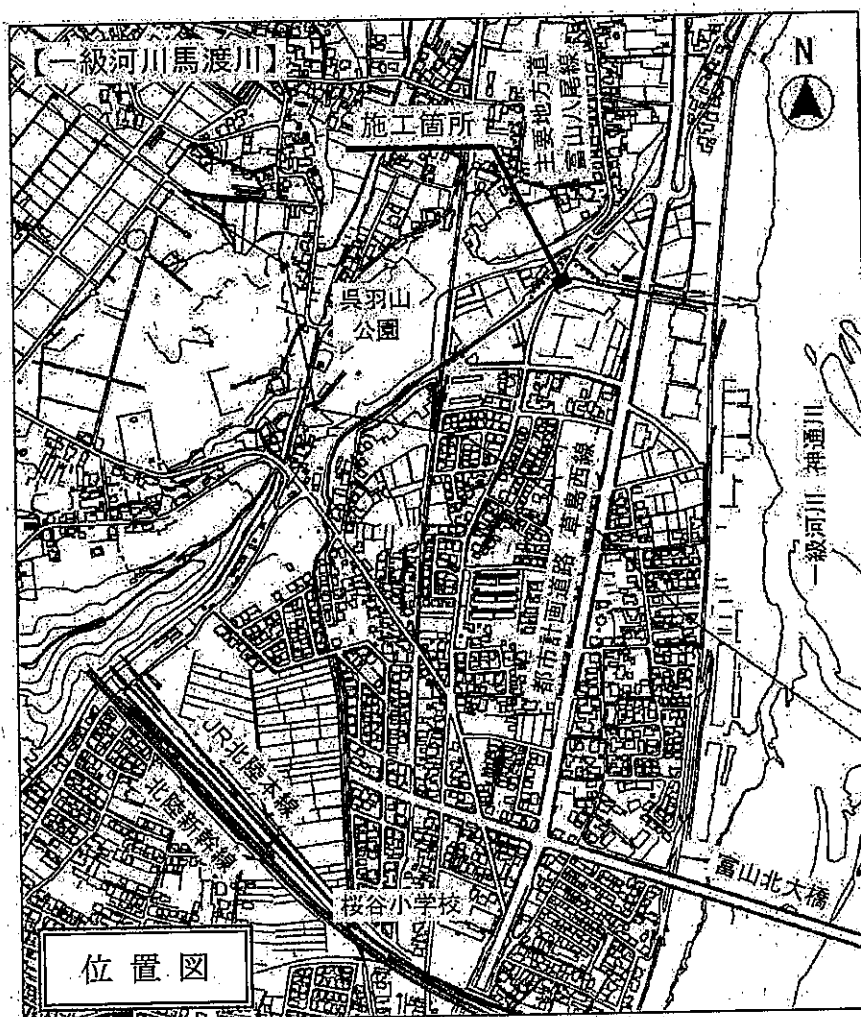 【一級河川馬渡川】
N
施工箇所
主要地方道
富山八尾線
呉羽山
公園
一級河川 神通川
都市計画道路 草島西線
JR北陸本線
北陸新幹線
富山北大橋
桜谷小学校
位置図